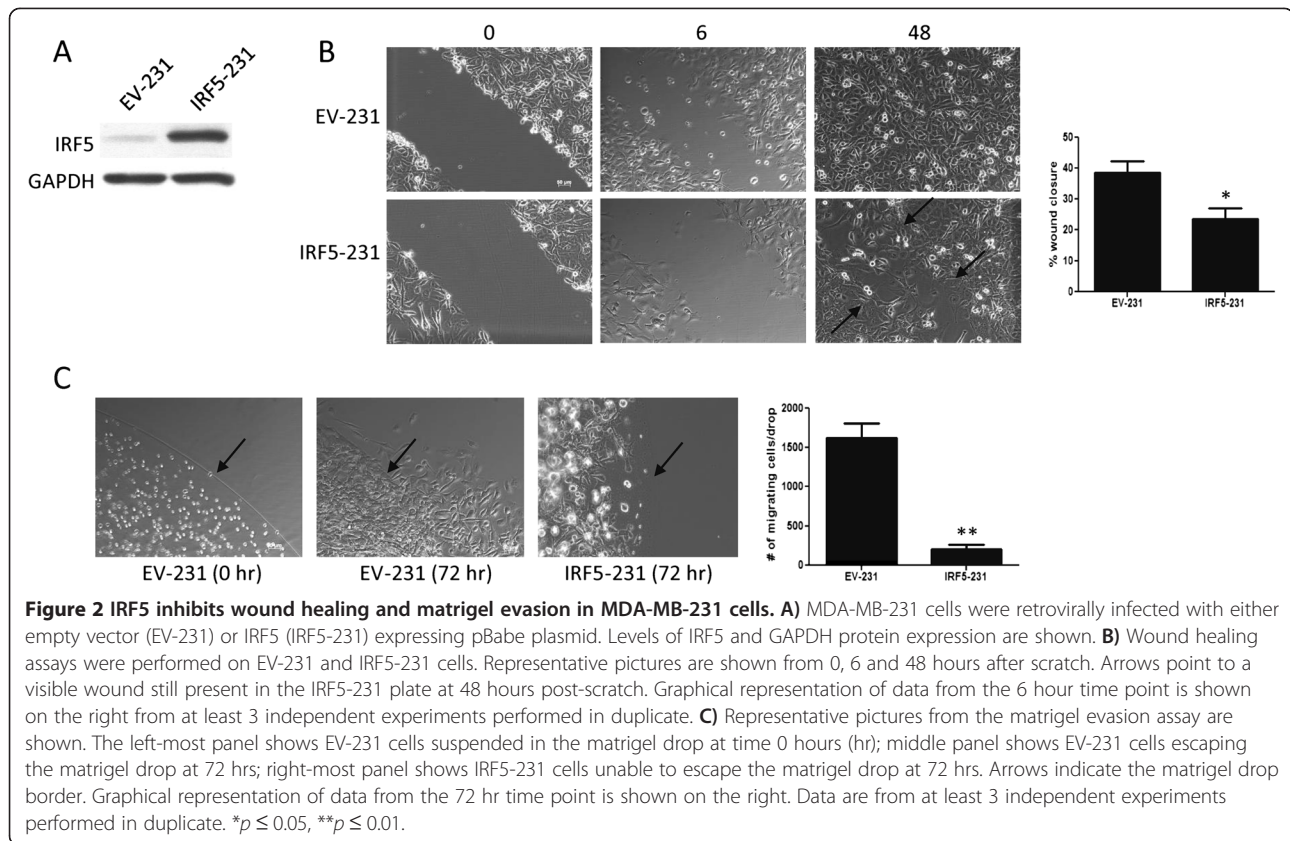 A
EV-231
IRF5-231
IRF5
GAPDH
B
0
6
48
EV-231
IRF5-231
50 µm
% wound closure
50
40
30
20
10
0
*
EV-231
IRF5-231
C
EV-231 (0 hr)
EV-231 (72 hr)
IRF5-231 (72 hr)
# of migrating cells/drop
2000
1500
1000
500
0
**
EV-231
IRF5-231
Figure 2 IRF5 inhibits wound healing and matrigel evasion in MDA-MB-231 cells. A) MDA-MB-231 cells were retrovirally infected with either
empty vector (EV-231) or IRF5 (IRF5-231) expressing pBabe plasmid. Levels of IRF5 and GAPDH protein expression are shown. B) Wound healing
assays were performed on EV-231 and IRF5-231 cells. Representative pictures are shown from 0, 6 and 48 hours after scratch. Arrows point to a
visible wound still present in the IRF5-231 plate at 48 hours post-scratch. Graphical representation of data from the 6 hour time point is shown
on the right from at least 3 independent experiments performed in duplicate. C) Representative pictures from the matrigel evasion assay are
shown. The left-most panel shows EV-231 cells suspended in the matrigel drop at time 0 hours (hr); middle panel shows EV-231 cells escaping
the matrigel drop at 72 hrs; right-most panel shows IRF5-231 cells unable to escape the matrigel drop at 72 hrs. Arrows indicate the matrigel drop
border. Graphical representation of data from the 72 hr time point is shown on the right. Data are from at least 3 independent experiments
performed in duplicate. *p ≤ 0.05, **p ≤ 0.01.